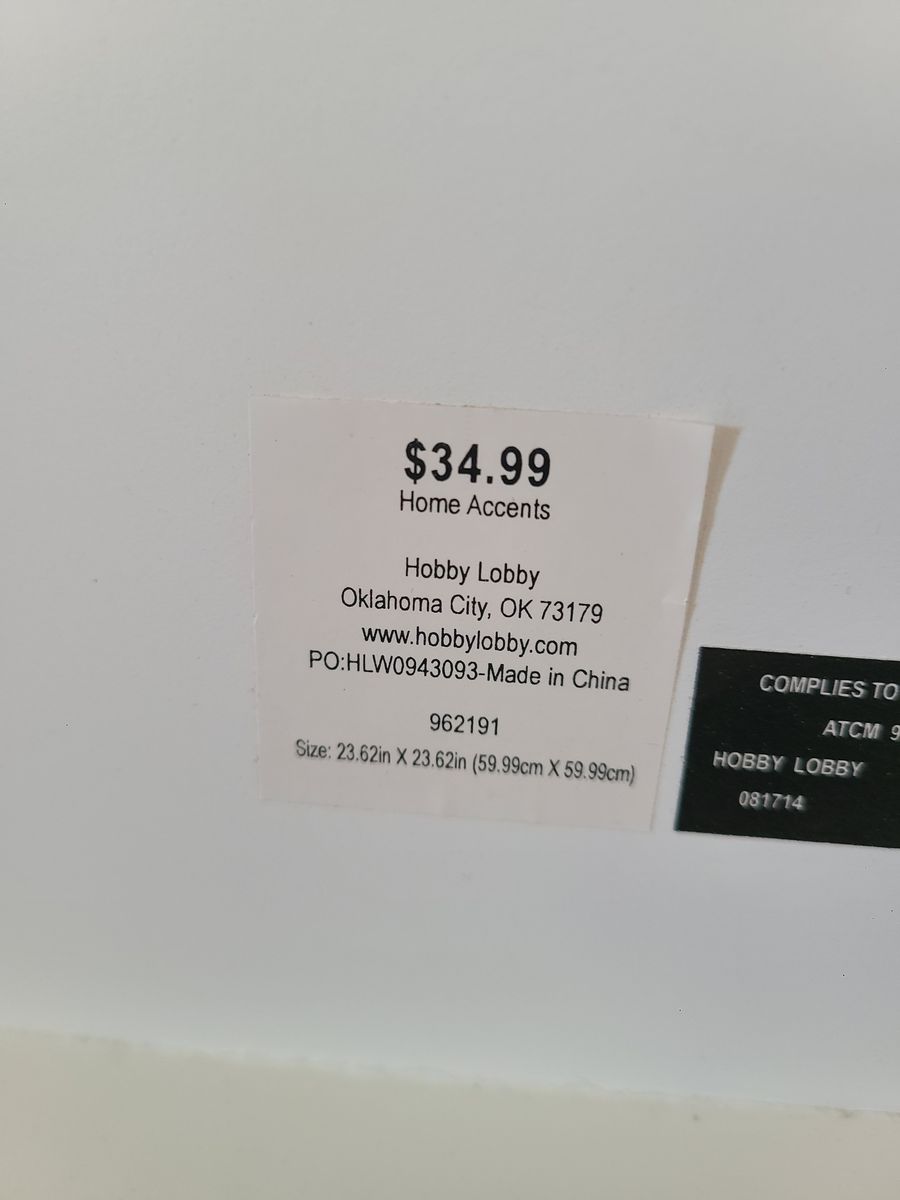 $34.99
Home Accents
Hobby Lobby
Oklahoma City, OK 73179
www.hobbylobby.com
PO:HLW0943093-Made in China
962191
Size: 23.62in X 23.62in (59.99cm X 59.99cm)
COMPLIES TO
ATCM 9
HOBBY LOBBY
081714